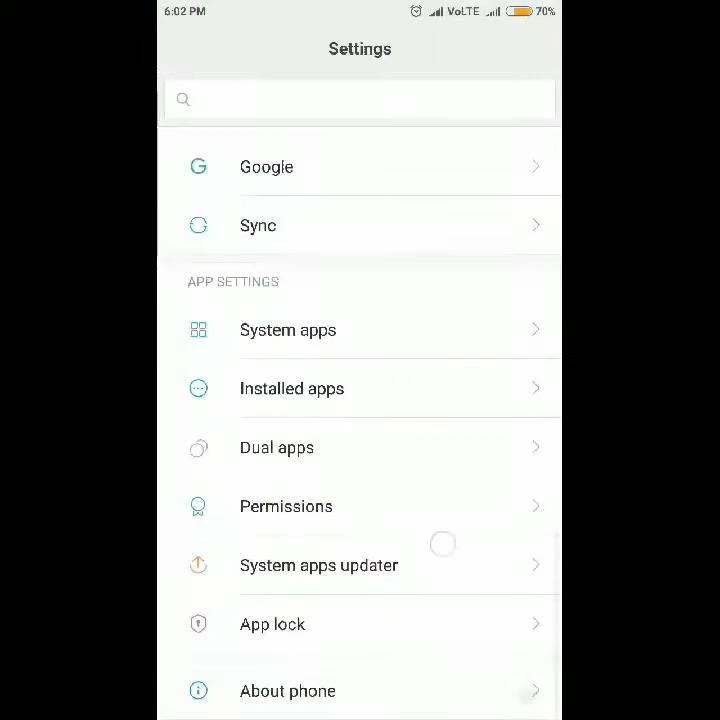 6:02 PM VoLTE 70%
Settings
Google
Sync
APP SETTINGS
System apps
Installed apps
Dual apps
Permissions
System apps updater
App lock
About phone